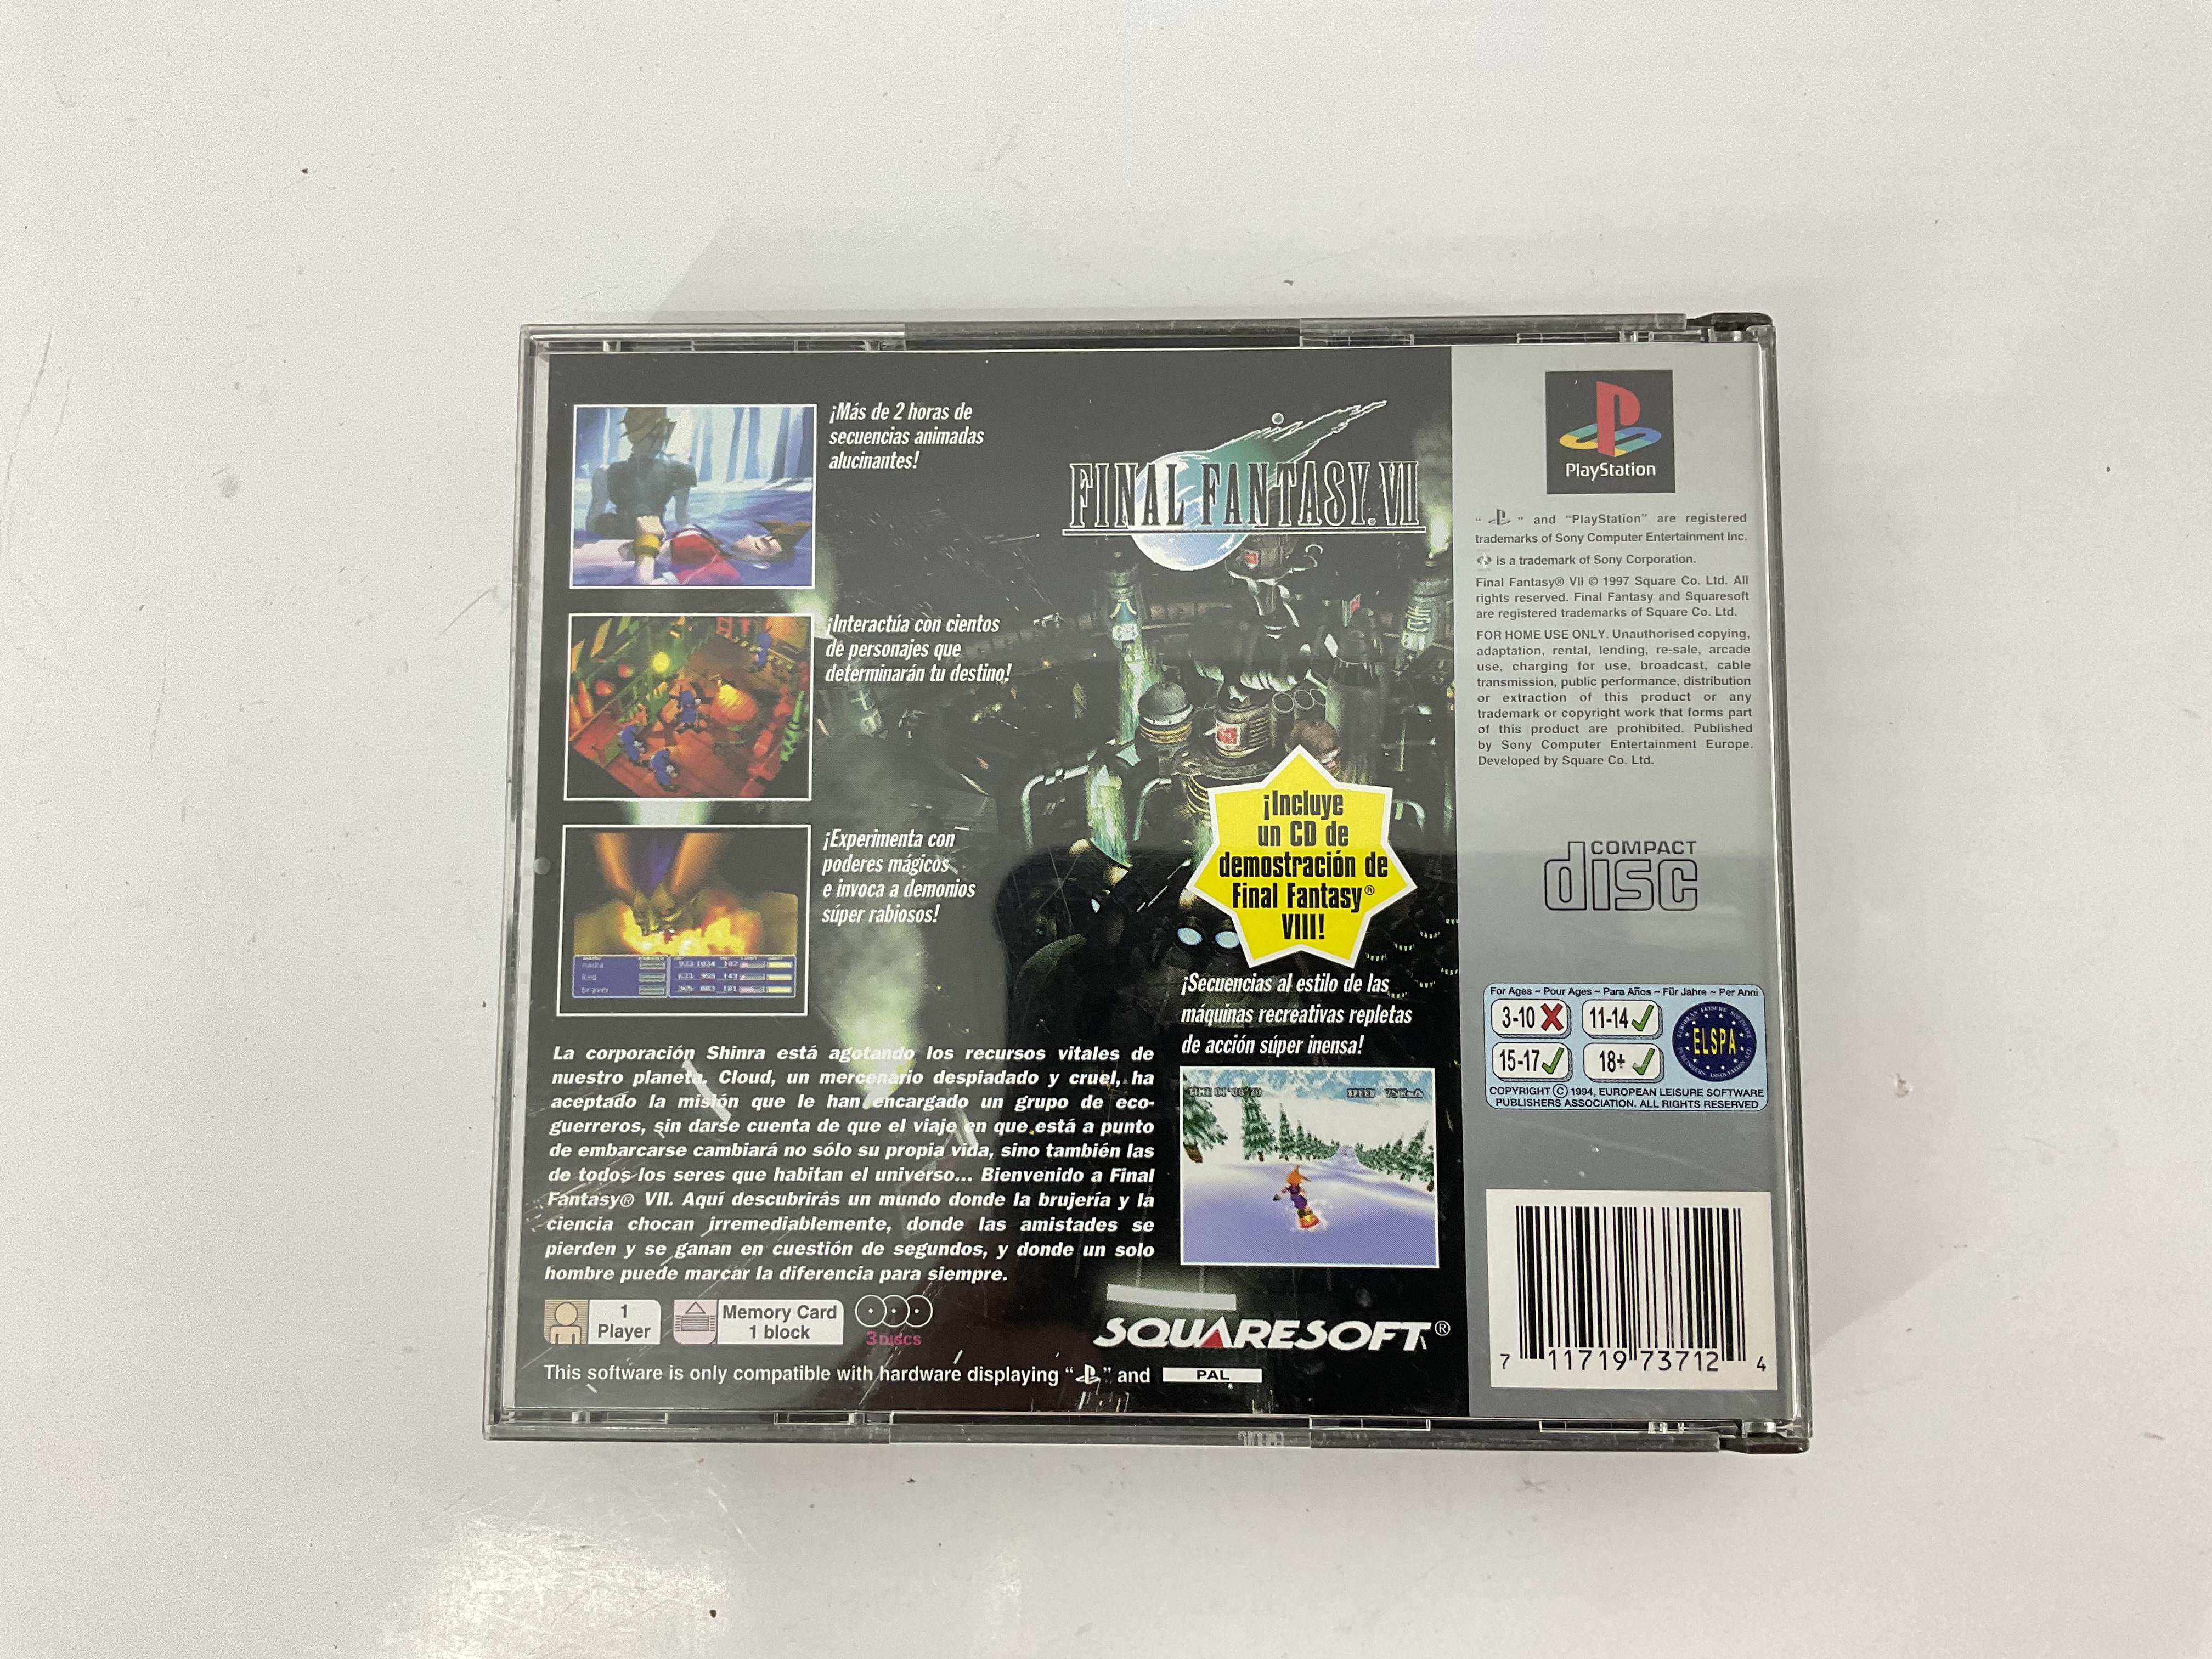 ¡Más de 2 horas de
secuencias animadas
alucinantes!
¡Interactúa con cientos
de personajes que
determinarán tu destino!
¡Experimenta con
poderes mágicos
e invoca a demonios
súper rabiosos!
FINAL FANTASY. VII
¡Incluye
un CD de
demostración de
Final Fantasy®
VIII!
¡Secuencias al estilo de las
máquinas recreativas repletas
de acción súper inensa!
La corporación Shinra está agotando los recursos vitales de
nuestro planeta. Cloud, un mercenario despiadado y cruel, ha
aceptado la misión que le han encargado un grupo de eco-
guerreros, sin darse cuenta de que el viaje en que está a punto
de embarcarse cambiará no sólo su propia vida, sino también las
de todos los seres que habitan el universo... Bienvenido a Final
Fantasy® VII. Aquí descubrirás un mundo donde la brujería y la
ciencia chocan irremediablemente, donde las amistades se
pierden y se ganan en cuestión de segundos, y donde un solo
hombre puede marcar la diferencia para siempre.
1
Player
Memory Card
1 block
3 DISCS
SQUARESOFT®
This software is only compatible with hardware displaying " " and PAL
PlayStation
" " and "PlayStation" are registered
trademarks of Sony Computer Entertainment Inc.
is a trademark of Sony Corporation.
Final Fantasy® VII © 1997 Square Co. Ltd. All
rights reserved. Final Fantasy and Squaresoft
are registered trademarks of Square Co. Ltd.
FOR HOME USE ONLY. Unauthorised copying,
adaptation, rental, lending, re-sale, arcade
use, charging for use, broadcast, cable
transmission, public performance, distribution
or extraction of this product or any
trademark or copyright work that forms part
of this product are prohibited. Published
by Sony Computer Entertainment Europe.
Developed by Square Co. Ltd.
COMPACT
disc
For Ages ~ Pour Ages ~ Para Años ~ Für Jahre ~ Per Anni
3-10
11-14
15-17
18+
ELSPA
COPYRIGHT © 1994, EUROPEAN LEISURE SOFTWARE
PUBLISHERS ASSOCIATION. ALL RIGHTS RESERVED
7 11719 73712 4